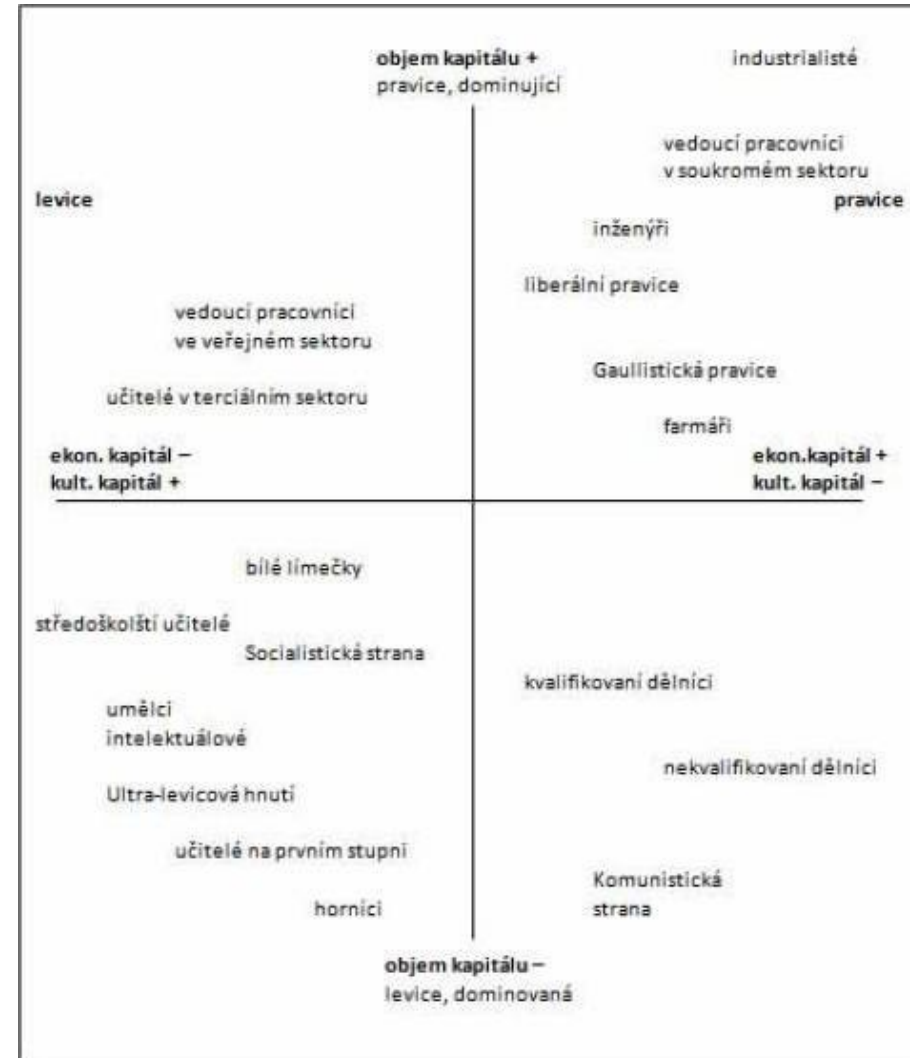 objem kapitálu +
pravice, dominující
industrialisté
vedoucí pracovníci
v soukromém sektoru
levice
pravice
inženýři
liberální pravice
vedoucí pracovníci
ve veřejném sektoru
Gaullistická pravice
učitelé v terciálním sektoru
farmáři
ekon. kapitál –
kult. kapitál +
ekon.kapitál +
kult. kapitál –
bílé límečky
středoškolští učitelé
Socialistická strana
kvalifikovaní dělníci
umělci
intelektuálové
nekvalifikovaní dělníci
Ultra-levicová hnutí
učitelé na prvním stupni
Komunistická
strana
horníci
objem kapitálu –
levice, dominovaná